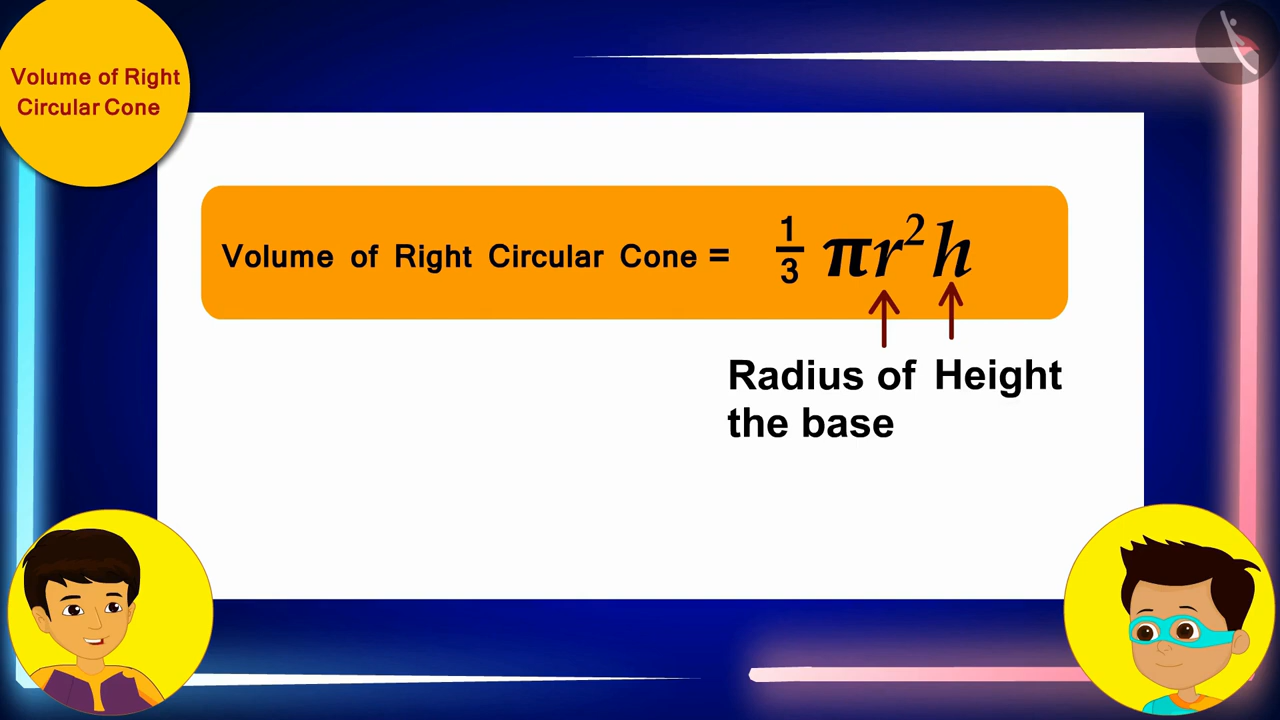 Volume of Right
Circular Cone
Volume of Right Circular Cone = 1/3 πr²h
Radius of Height
the base